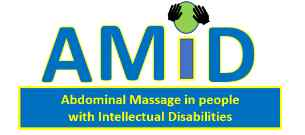 AMiD
Abdominal Massage in people
with Intellectual Disabilities